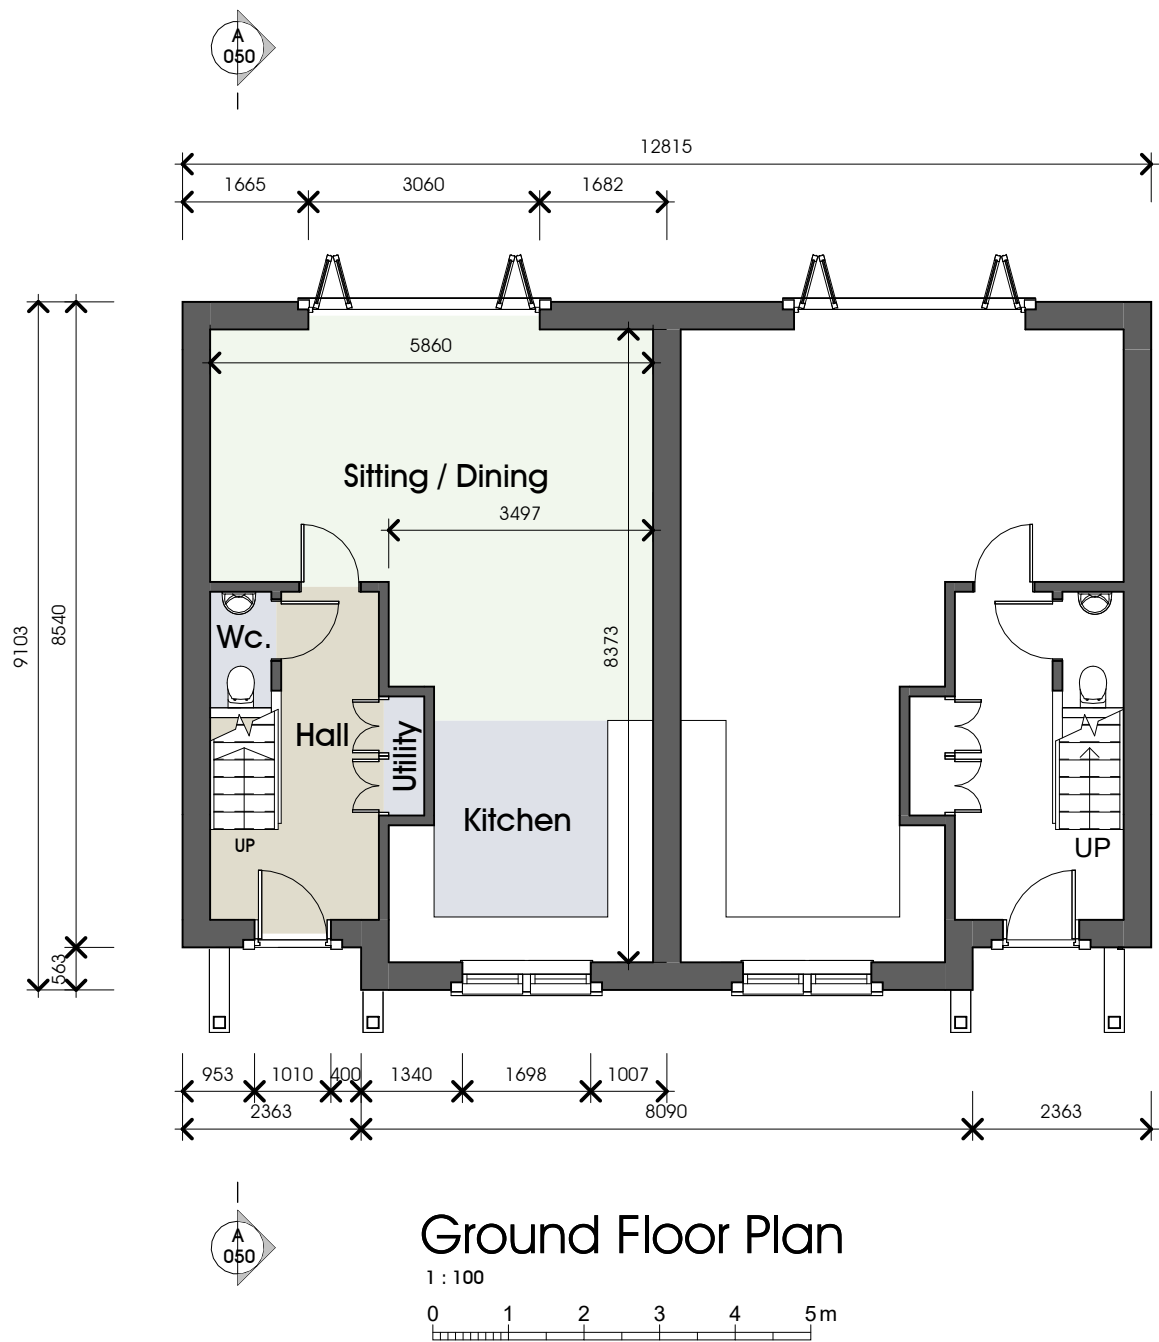 A
050
12815
1665 3060 1682
5860
Sitting / Dining
3497
8540
9103
8373
Wc.
Hall
Utility
Kitchen
UP
UP
563
953 1010 400 1340 1698 1007
2363 8090 2363
A
050
Ground Floor Plan
1 : 100
0 1 2 3 4 5m